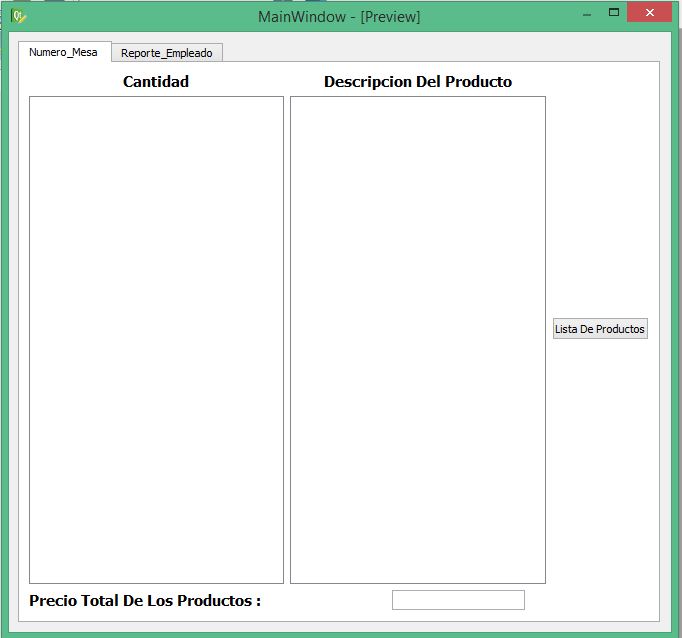 MainWindow - [Preview]
Numero_Mesa Reporte_Empleado
Cantidad Descripcion Del Producto
Lista De Productos
Precio Total De Los Productos :